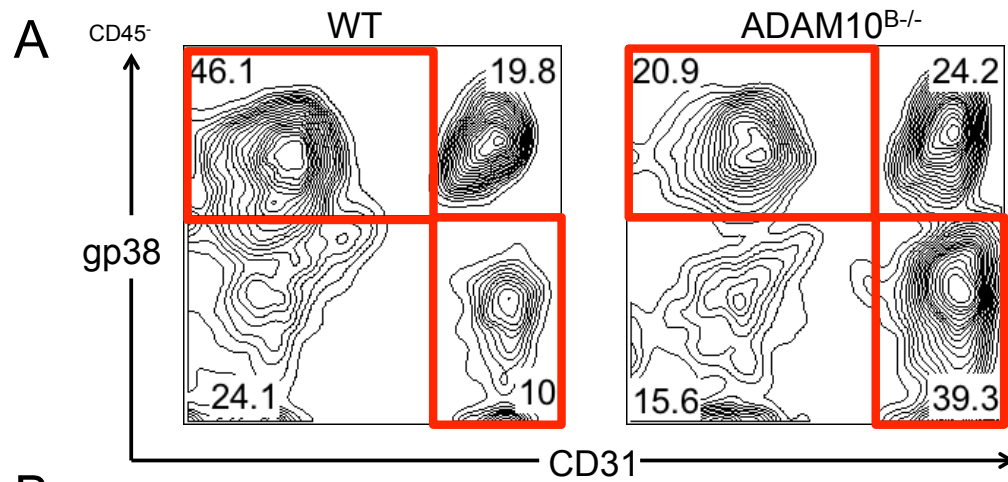 A
CD45-
WT
ADAM10B-/-
46.1
19.8
20.9
24.2
gp38
24.1
10
15.6
39.3
CD31